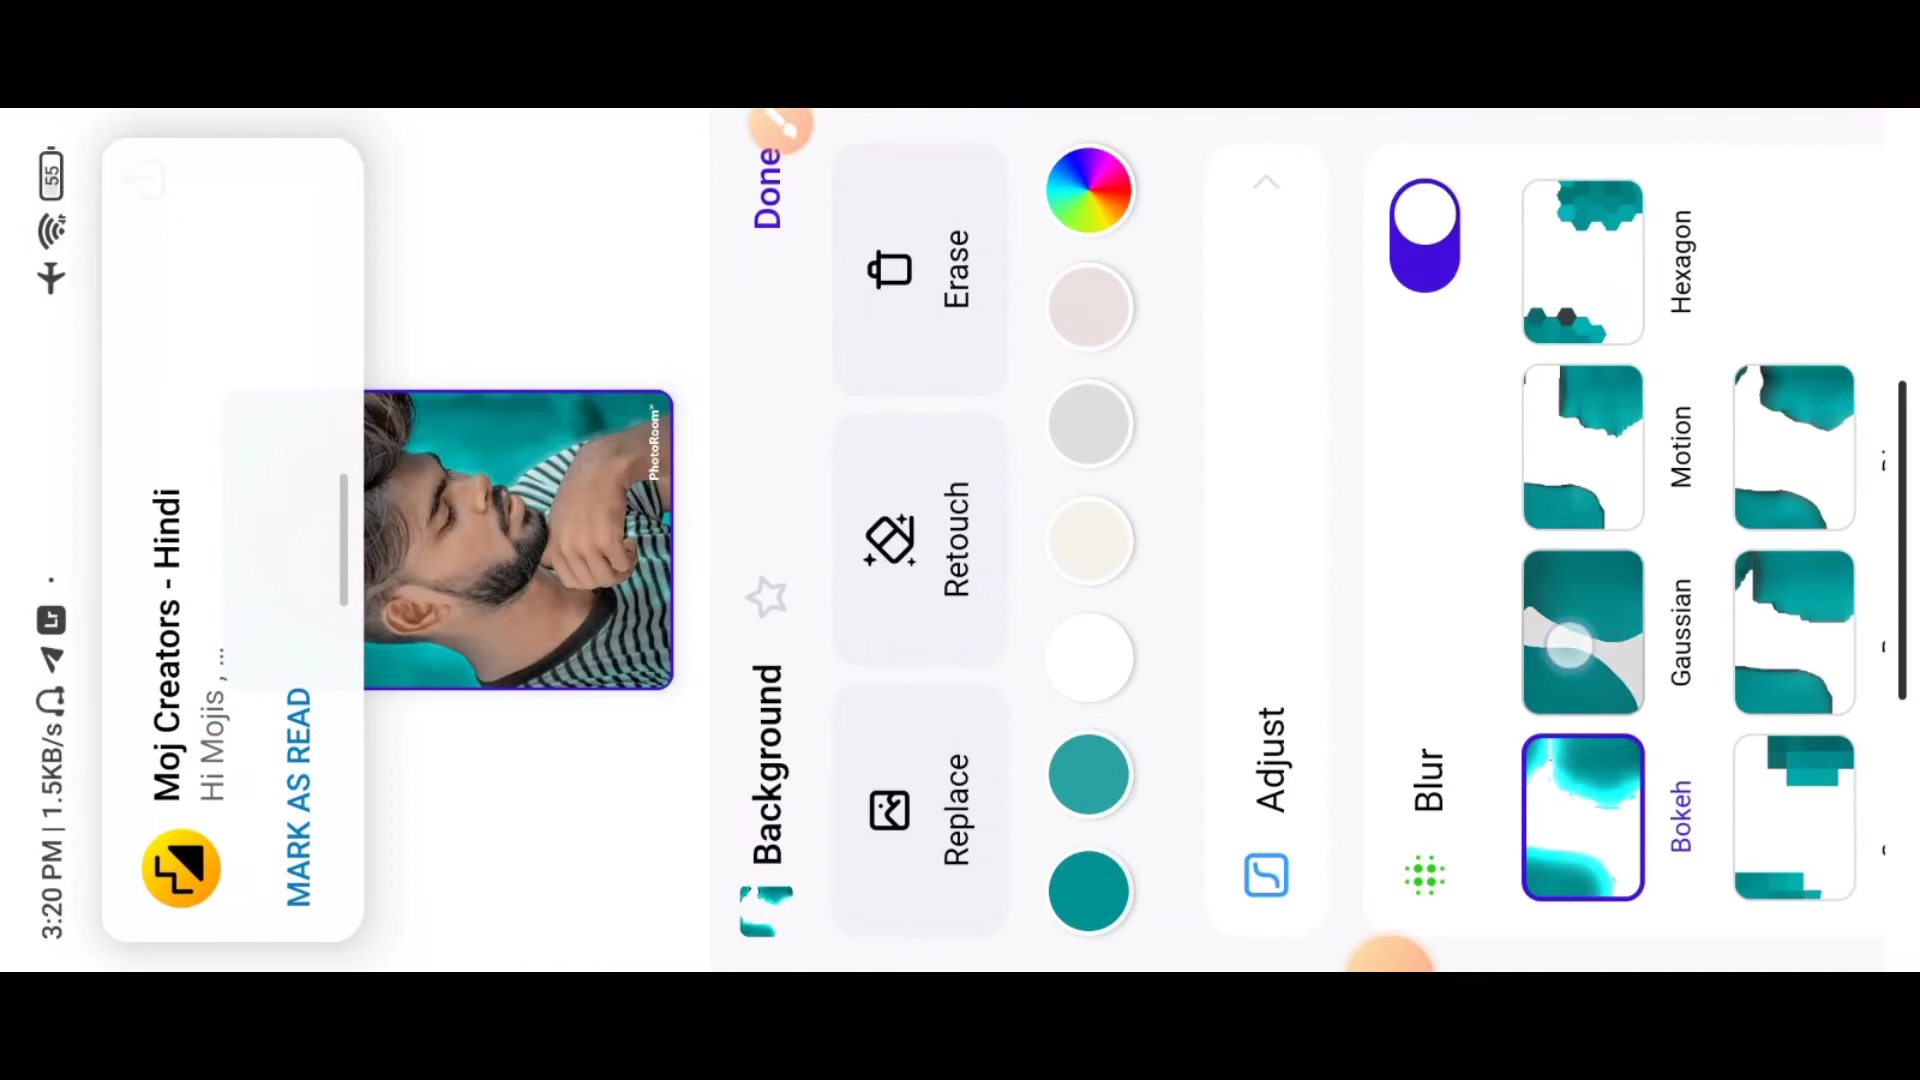 3:20 PM | 1.5KB/s
Lr
55
Moj Creators - Hindi
Hi Mojis , ...
MARK AS READ
PhotoRoom
Background
Done
Replace
Retouch
Erase
Adjust
Blur
Bokeh
Gaussian
Motion
Hexagon